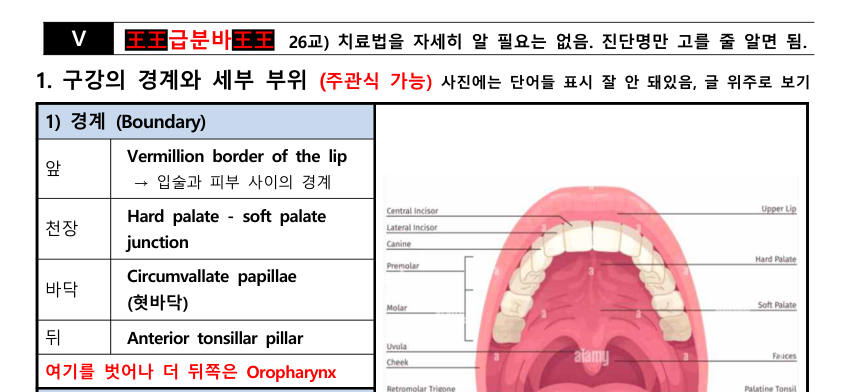 V 王王급분바王王 26교) 치료법을 자세히 알 필요는 없음. 진단명만 고를 줄 알면 됨.
1. 구강의 경계와 세부 부위 (주관식 가능) 사진에는 단어들 표시 잘 안 돼있음, 글 위주로 보기
1) 경계 (Boundary)
앞
Vermillion border of the lip
→ 입술과 피부 사이의 경계
천장
Hard palate - soft palate
junction
바닥
Circumvallate papillae
(혓바닥)
뒤
Anterior tonsillar pillar
여기를 벗어나 더 뒤쪽은 Oropharynx
Central Incisor
Lateral Incisor
Canine
Premolar
Molar
Uvula
Cheek
Retromolar Trigone
Upper Lip
Hard Palate
Soft Palate
Fauces
Palatine Tonsil
a
a
a
a
alamy